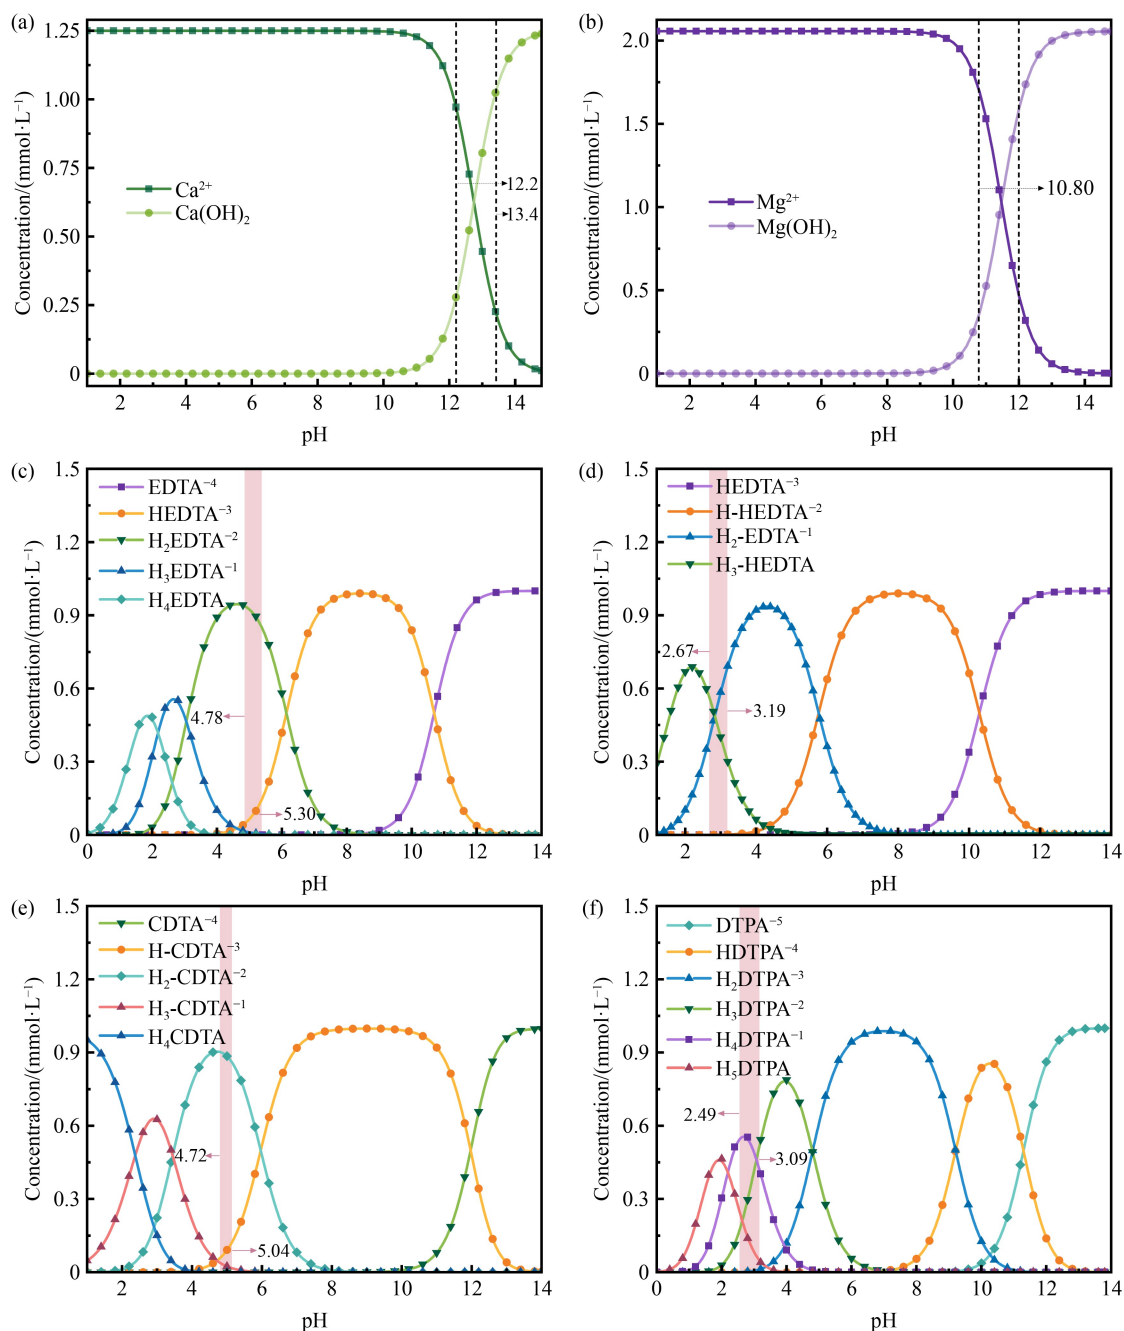 (a)
1.25
1.00
0.75
0.50
0.25
0
Concentration/(mmol·L⁻¹)
Ca²⁺
Ca(OH)₂
12.2
13.4
2 4 6 8 10 12 14
pH
(b)
2.0
1.5
1.0
0.5
0
Concentration/(mmol·L⁻¹)
Mg²⁺
Mg(OH)₂
10.80
2 4 6 8 10 12 14
pH
(c)
1.5
1.2
0.9
0.6
0.3
0
Concentration/(mmol·L⁻¹)
EDTA⁻⁴
HEDTA⁻³
H₂EDTA⁻²
H₃EDTA⁻¹
H₄EDTA
4.78
5.30
0 2 4 6 8 10 12 14
pH
(d)
1.5
1.2
0.9
0.6
0.3
0
Concentration/(mmol·L⁻¹)
HEDTA⁻³
H-HEDTA⁻²
H₂-EDTA⁻¹
H₃-HEDTA
2.67
3.19
2 4 6 8 10 12 14
pH
(e)
1.5
1.2
0.9
0.6
0.3
0
Concentration/(mmol·L⁻¹)
CDTA⁻⁴
H-CDTA⁻³
H₂-CDTA⁻²
H₃-CDTA⁻¹
H₄CDTA
4.72
5.04
2 4 6 8 10 12 14
pH
(f)
1.5
1.2
0.9
0.6
0.3
0
Concentration/(mmol·L⁻¹)
DTPA⁻⁵
HDTPA⁻⁴
H₂DTPA⁻³
H₃DTPA⁻²
H₄DTPA⁻¹
H₅DTPA
2.49
3.09
0 2 4 6 8 10 12 14
pH